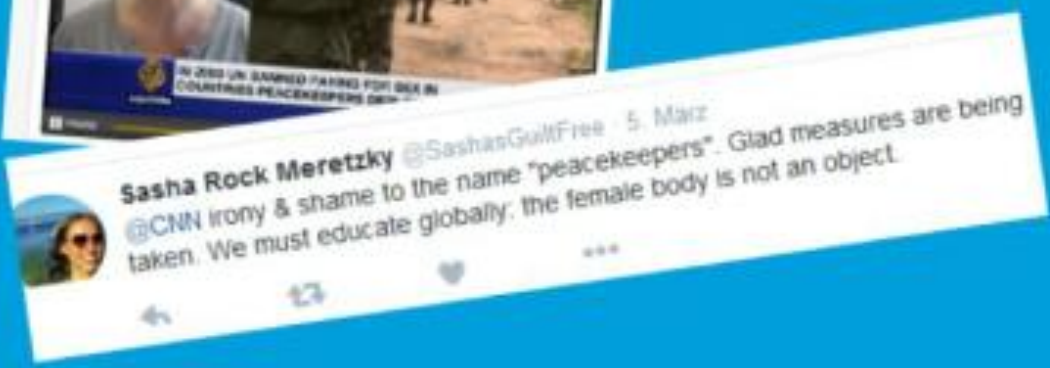 IN 2003 UN BANNED PAYING FOR SEX IN
COUNTRIES PEACEKEEPERS
Sasha Rock Meretzky @SashasGuiltFree · 5. März
@CNN irony & shame to the name "peacekeepers". Glad measures are being
taken. We must educate globally: the female body is not an object.